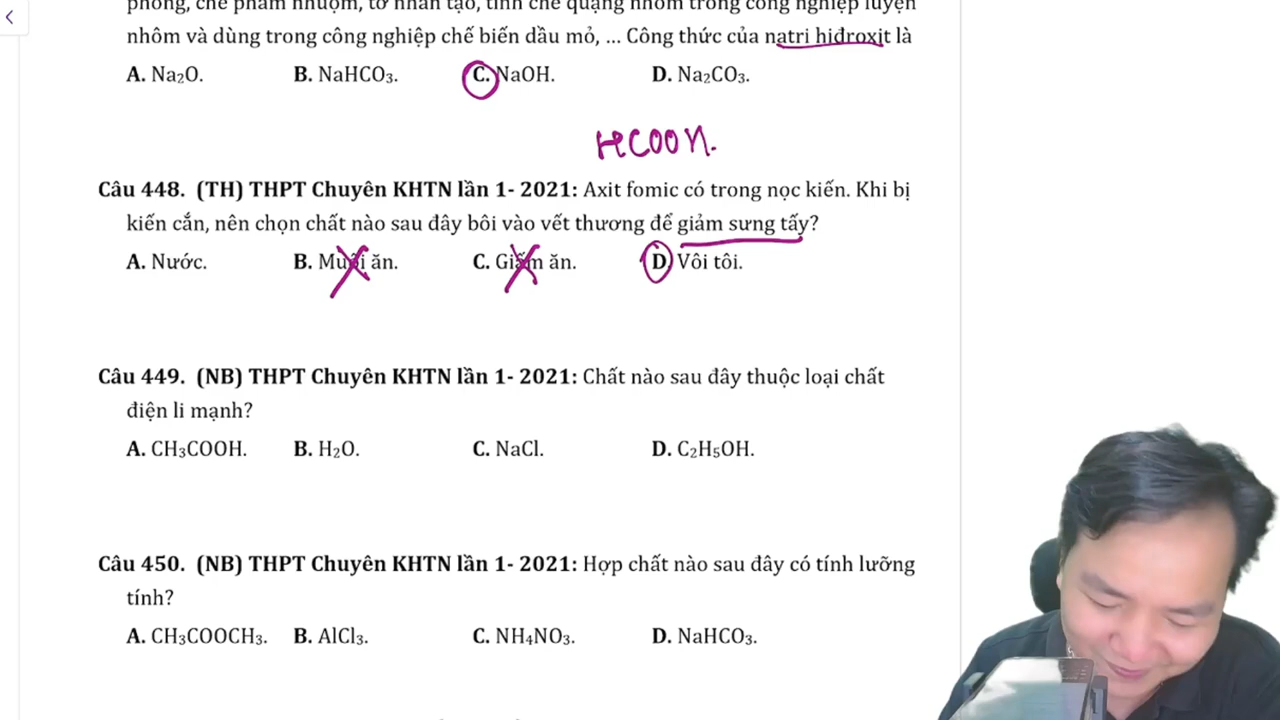 phòng, chế phẩm nhuộm, tơ nhân tạo, tinh chế quặng nhôm trong công nghiệp luyện
nhôm và dùng trong công nghiệp chế biến dầu mỏ, ... Công thức của natri hiđroxit là
A. Na₂O. B. NaHCO₃. C. NaOH. D. Na₂CO₃.
HCOOH.
Câu 448. (TH) THPT Chuyên KHTN lần 1- 2021: Axit fomic có trong nọc kiến. Khi bị
kiến cắn, nên chọn chất nào sau đây bôi vào vết thương để giảm sưng tấy?
A. Nước. B. Muối ăn. C. Giấm ăn. D. Vôi tôi.
Câu 449. (NB) THPT Chuyên KHTN lần 1- 2021: Chất nào sau đây thuộc loại chất
điện li mạnh?
A. CH₃COOH. B. H₂O. C. NaCl. D. C₂H₅OH.
Câu 450. (NB) THPT Chuyên KHTN lần 1- 2021: Hợp chất nào sau đây có tính lưỡng
tính?
A. CH₃COOCH₃. B. AlCl₃. C. NH₄NO₃. D. NaHCO₃.